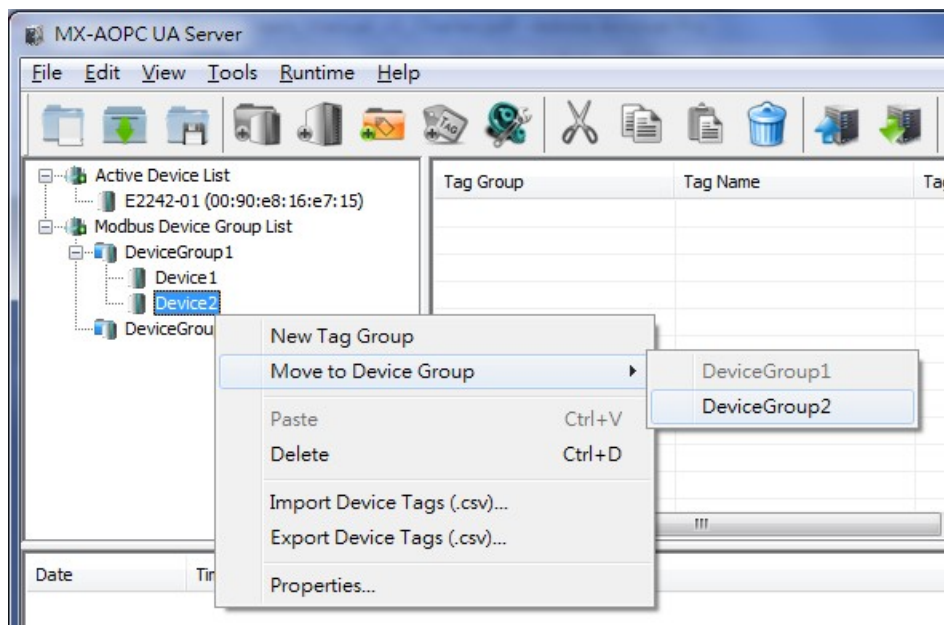 MX-AOPC UA Server
File Edit View Tools Runtime Help
TAG
Active Device List
E2242-01 (00:90:e8:16:e7:15)
Modbus Device Group List
DeviceGroup1
Device1
Device2
Tag Group Tag Name
New Tag Group
Move to Device Group
Paste Ctrl+V
Delete Ctrl+D
Import Device Tags (.csv)...
Export Device Tags (.csv)...
Properties...
DeviceGroup1
DeviceGroup2
Date